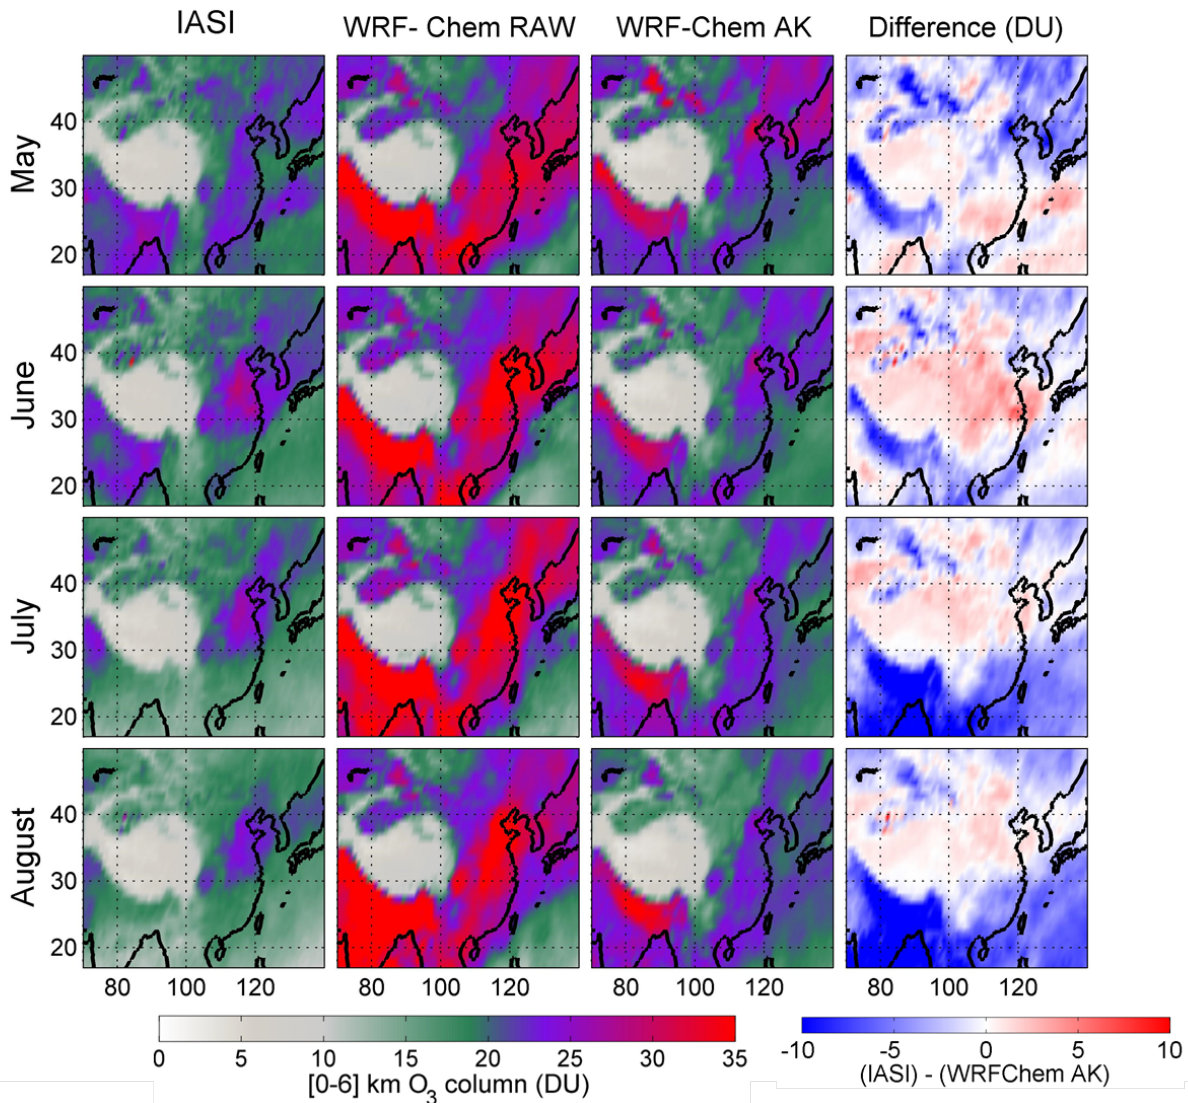 IASI WRF- Chem RAW WRF-Chem AK Difference (DU)
May
40
30
20
June
40
30
20
July
40
30
20
August
40
30
20
80 100 120 80 100 120 80 100 120 80 100 120
0 5 10 15 20 25 30 35 -10 -5 0 5 10
[0-6] km O3 column (DU) (IASI) - (WRFChem AK)